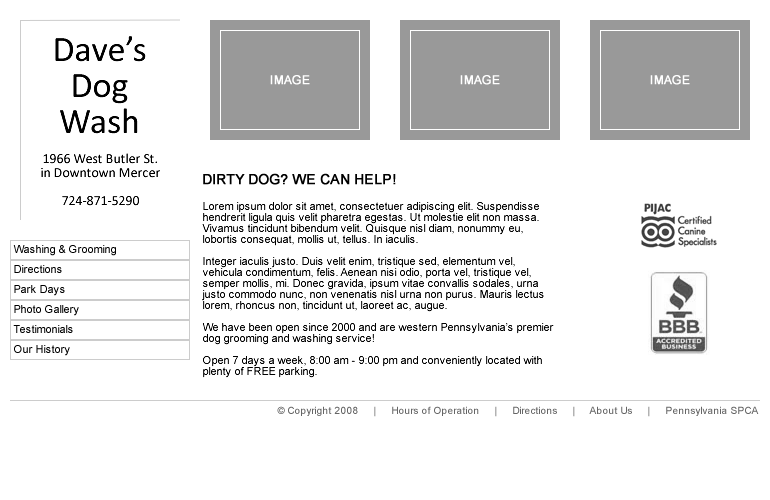 Dave's
Dog
Wash
1966 West Butler St.
in Downtown Mercer
724-871-5290
IMAGE
IMAGE
IMAGE
Washing & Grooming
Directions
Park Days
Photo Gallery
Testimonials
Our History
DIRTY DOG? WE CAN HELP!
Lorem ipsum dolor sit amet, consectetuer adipiscing elit. Suspendisse
hendrerit ligula quis velit pharetra egestas. Ut molestie elit non massa.
Vivamus tincidunt bibendum velit. Quisque nisl diam, nonummy eu,
lobortis consequat, mollis ut, tellus. In iaculis.
Integer iaculis justo. Duis velit enim, tristique sed, elementum vel,
vehicula condimentum, felis. Aenean nisi odio, porta vel, tristique vel,
semper mollis, mi. Donec gravida, ipsum vitae convallis sodales, urna
justo commodo nunc, non venenatis nisl urna non purus. Mauris lectus
lorem, rhoncus non, tincidunt ut, laoreet ac, augue.
We have been open since 2000 and are western Pennsylvania's premier
dog grooming and washing service!
Open 7 days a week, 8:00 am - 9:00 pm and conveniently located with
plenty of FREE parking.
PIJAC
Certified
Canine
Specialists
BBB
ACCREDITED
BUSINESS
© Copyright 2008 | Hours of Operation | Directions | About Us | Pennsylvania SPCA